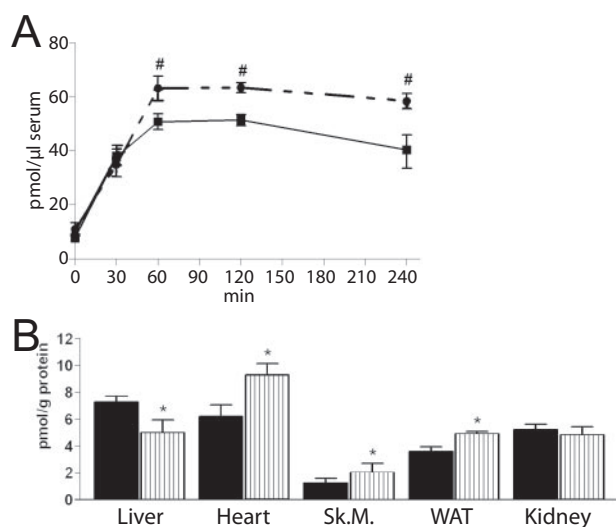 A
pmol/μl serum
80
60
40
20
0
# # #
0 30 60 90 120 150 180 210 240
min
B
pmol/g protein
12
10
8
6
4
2
0
* * * *
Liver Heart Sk.M. WAT Kidney